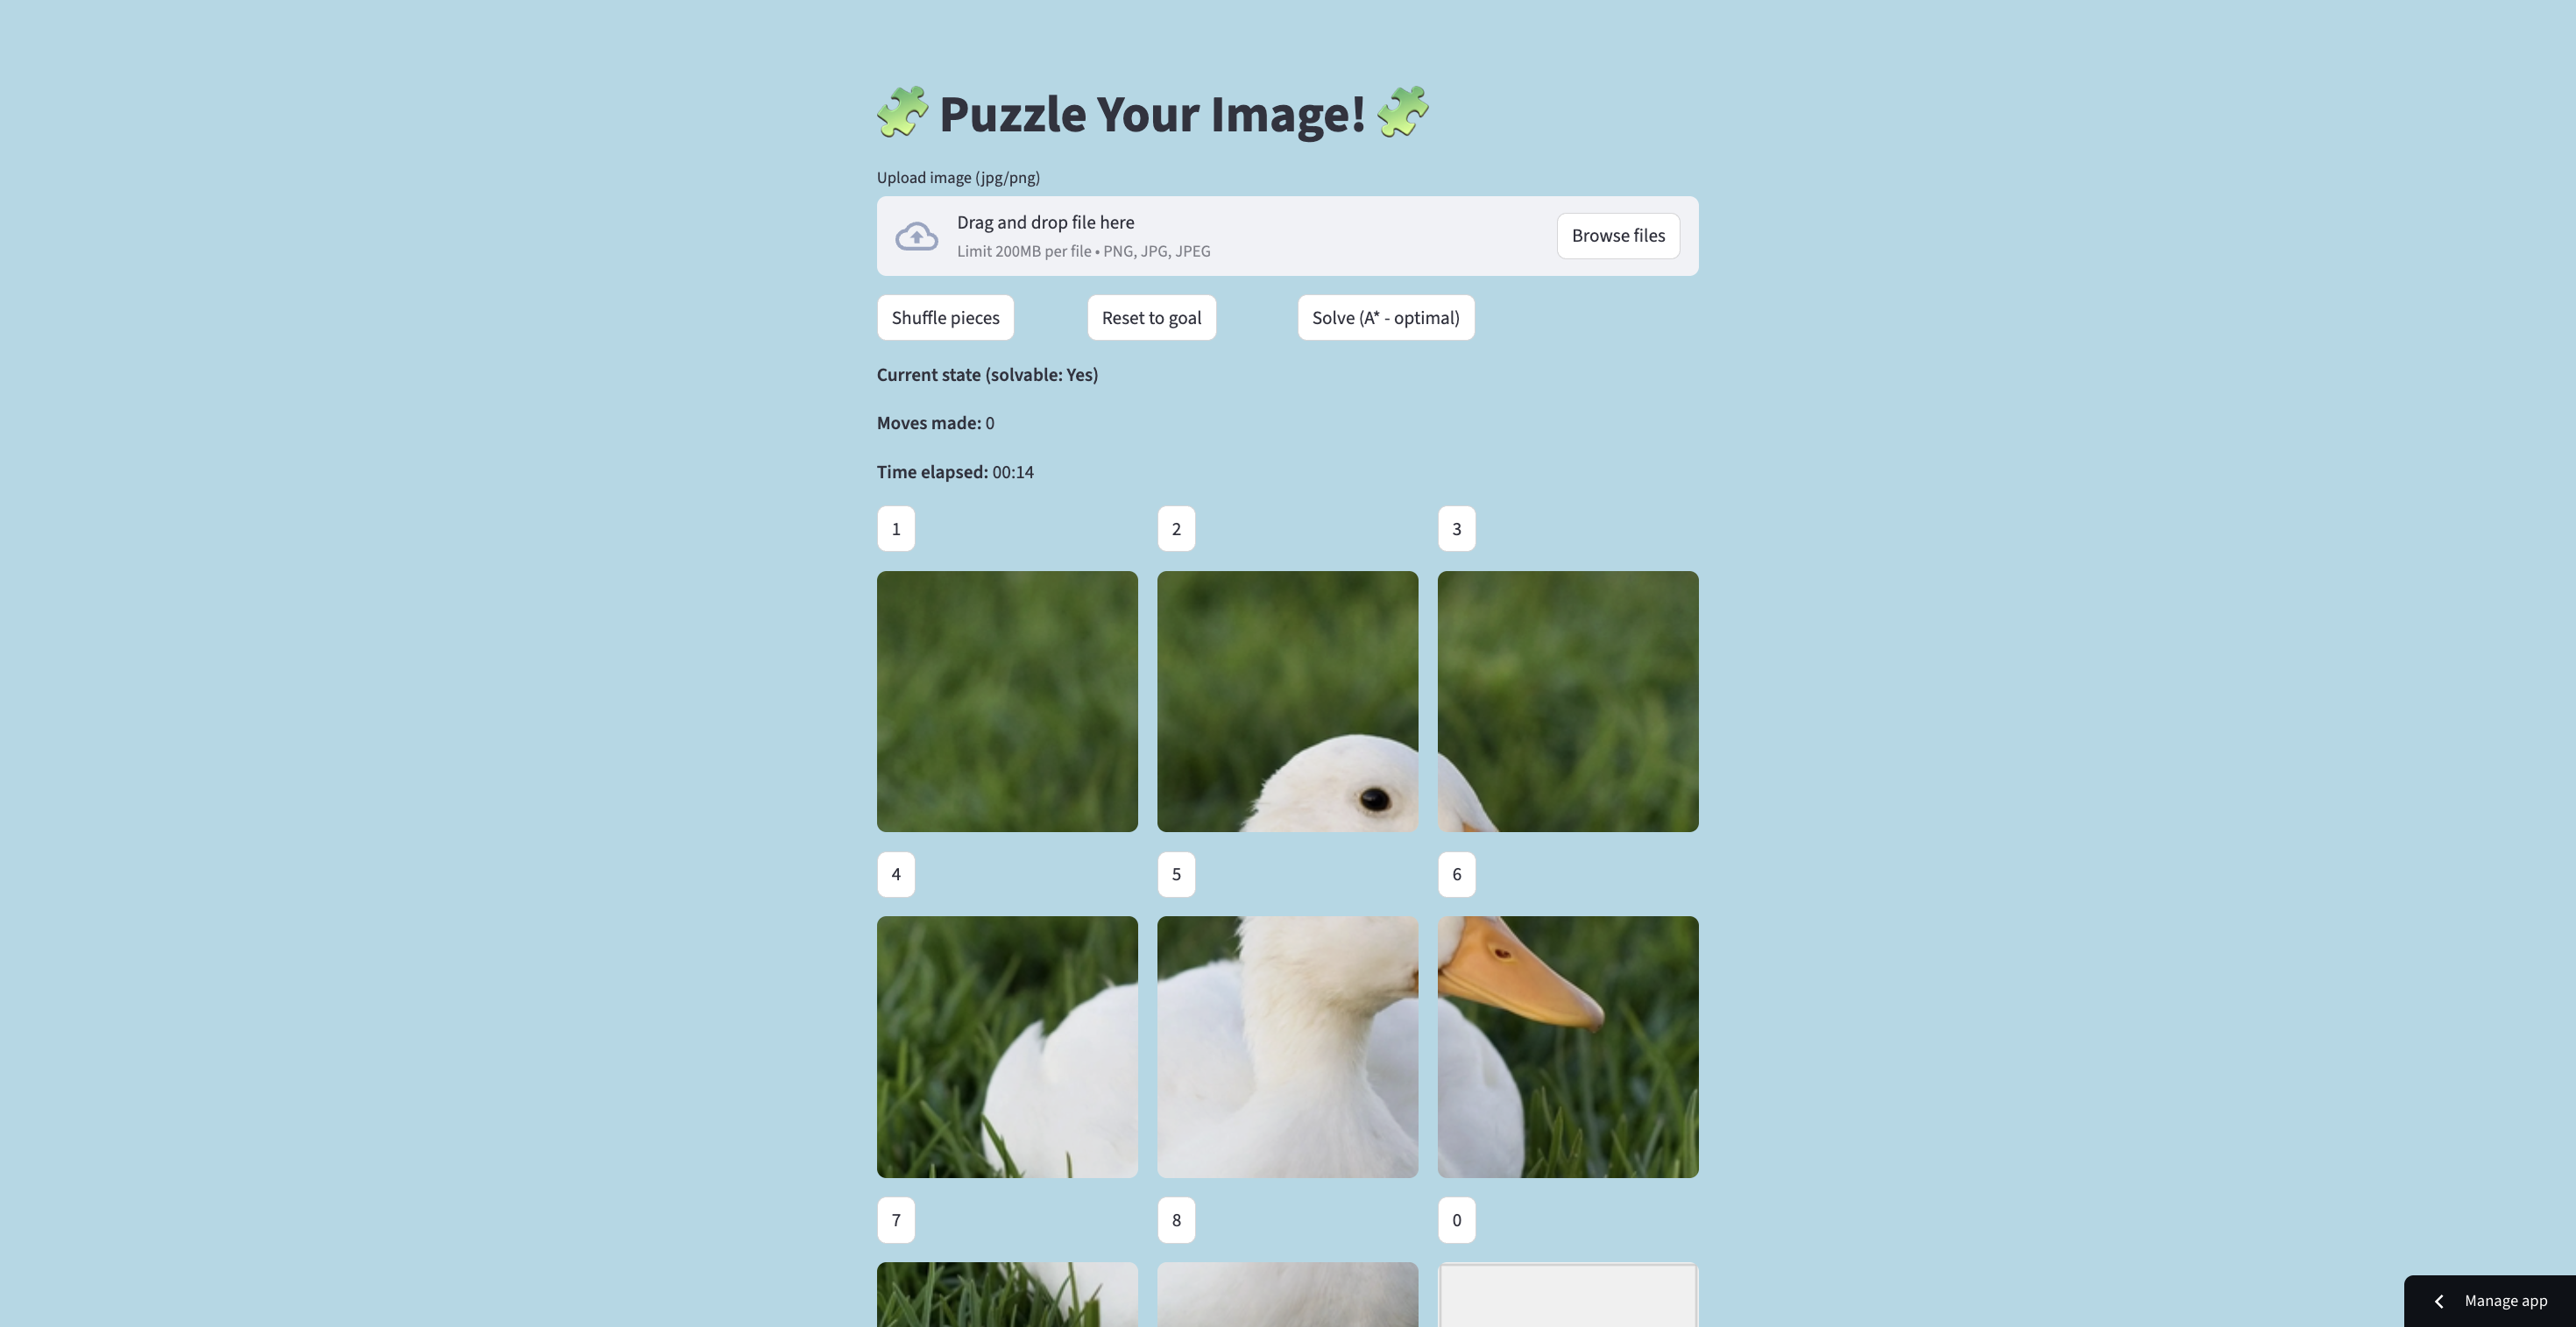 Puzzle Your Image!
Upload image (jpg/png)
Drag and drop file here
Limit 200MB per file • PNG, JPG, JPEG
Browse files
Shuffle pieces
Reset to goal
Solve (A* - optimal)
Current state (solvable: Yes)
Moves made: 0
Time elapsed: 00:14
1
2
3
4
5
6
7
8
0
Manage app